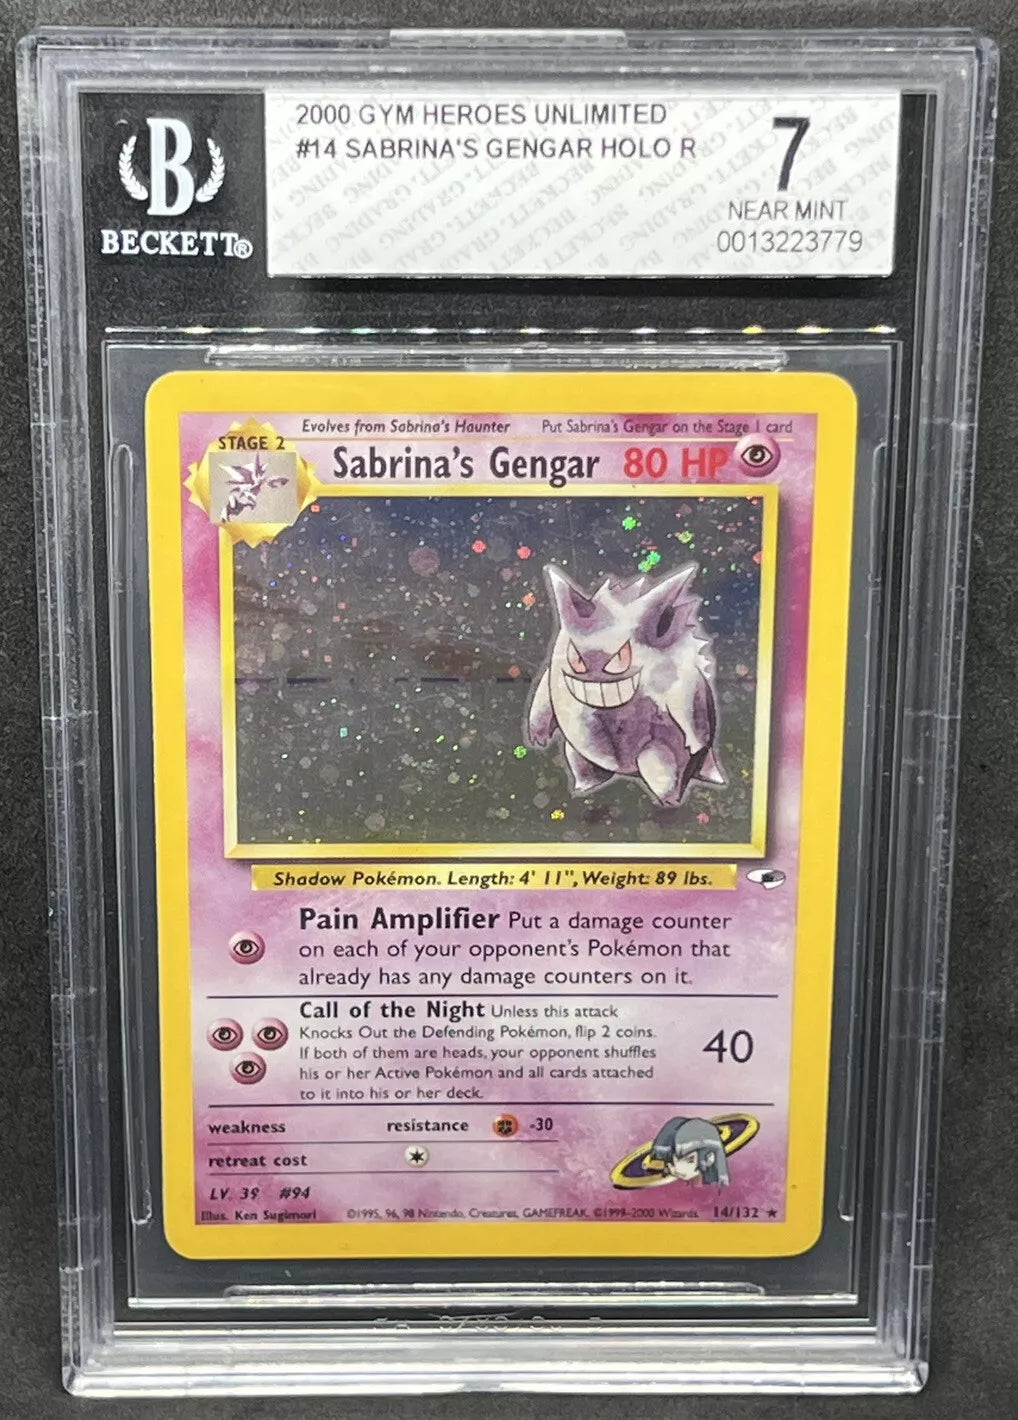 2000 GYM HEROES UNLIMITED
#14 SABRINA'S GENGAR HOLO R
7
NEAR MINT
0013223779
B
BECKETT®
Evolves from Sabrina's Haunter Put Sabrina's Gengar on the Stage 1 card
STAGE 2
Sabrina's Gengar 80 HP
Shadow Pokémon. Length: 4' 11", Weight: 89 lbs.
Pain Amplifier Put a damage counter
on each of your opponent's Pokémon that
already has any damage counters on it.
Call of the Night Unless this attack
Knocks Out the Defending Pokémon, flip 2 coins.
If both of them are heads, your opponent shuffles
his or her Active Pokémon and all cards attached
to it into his or her deck.
40
weakness resistance -30
retreat cost
LV. 39 #94
Illus. Ken Sugimori ©1995, 96, 98 Nintendo, Creatures, GAMEFREAK. ©1999-2000 Wizards. 14/132 ★